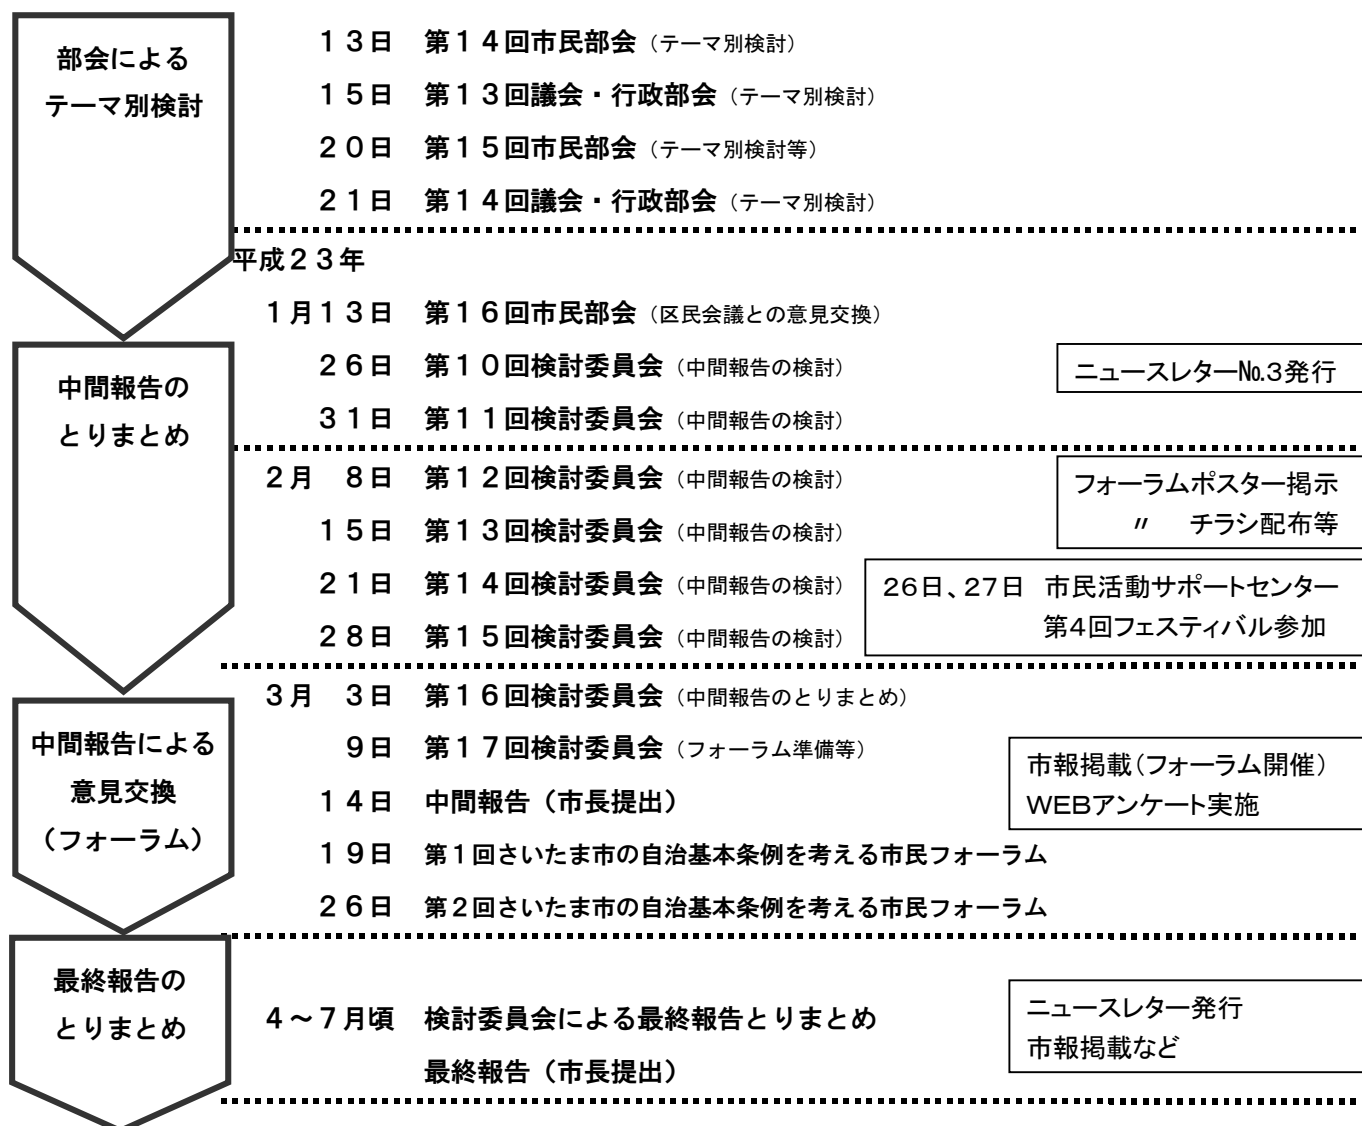 部会による
テーマ別検討
１３日　第１４回市民部会（テーマ別検討）
１５日　第１３回議会・行政部会（テーマ別検討）
２０日　第１５回市民部会（テーマ別検討等）
２１日　第１４回議会・行政部会（テーマ別検討）
平成２３年
１月１３日　第１６回市民部会（区民会議との意見交換）
中間報告の
とりまとめ
２６日　第１０回検討委員会（中間報告の検討）
ニュースレター№3発行
３１日　第１１回検討委員会（中間報告の検討）
２月　８日　第１２回検討委員会（中間報告の検討）
フォーラムポスター掲示
〃　チラシ配布等
１５日　第１３回検討委員会（中間報告の検討）
２１日　第１４回検討委員会（中間報告の検討）
２８日　第１５回検討委員会（中間報告の検討）
26日、27日　市民活動サポートセンター
第4回フェスティバル参加
中間報告による
意見交換
（フォーラム）
３月　３日　第１６回検討委員会（中間報告のとりまとめ）
９日　第１７回検討委員会（フォーラム準備等）
１４日　中間報告（市長提出）
市報掲載（フォーラム開催）
WEBアンケート実施
１９日　第１回さいたま市の自治基本条例を考える市民フォーラム
２６日　第２回さいたま市の自治基本条例を考える市民フォーラム
最終報告の
とりまとめ
４～７月頃　検討委員会による最終報告とりまとめ
最終報告（市長提出）
ニュースレター発行
市報掲載など